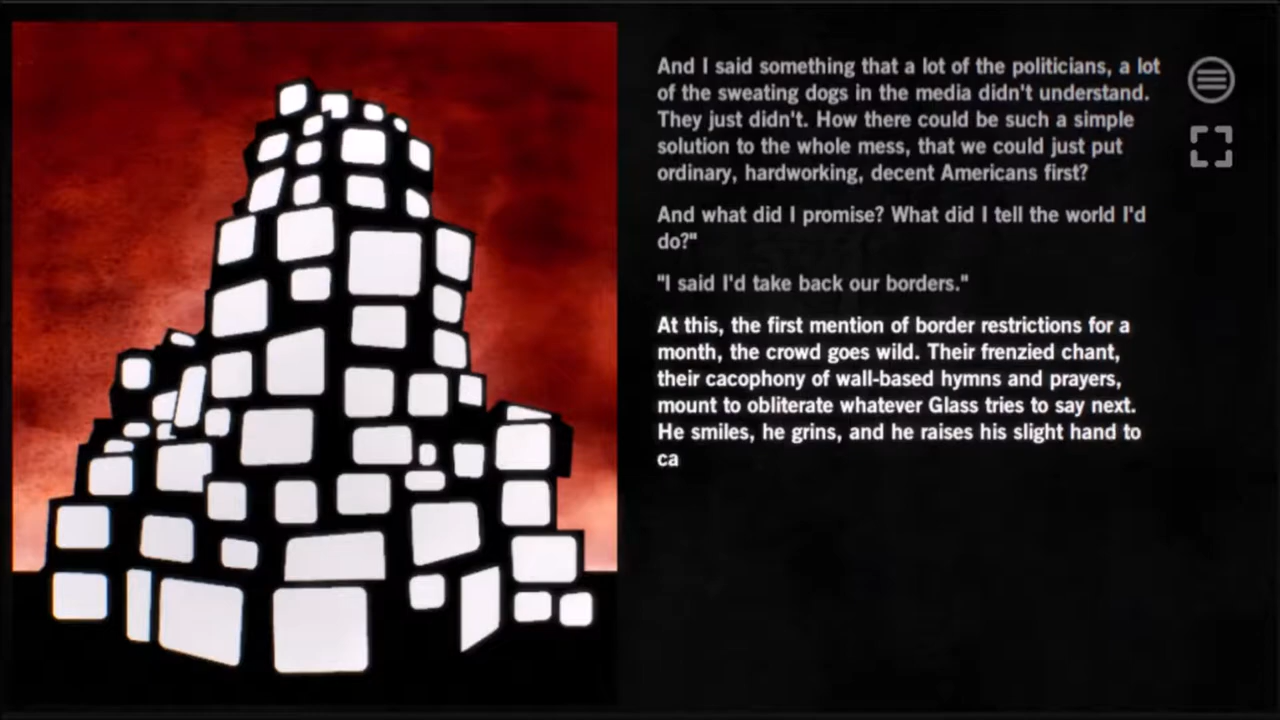 And I said something that a lot of the politicians, a lot
of the sweating dogs in the media didn't understand.
They just didn't. How there could be such a simple
solution to the whole mess, that we could just put
ordinary, hardworking, decent Americans first?
And what did I promise? What did I tell the world I'd
do?"
"I said I'd take back our borders."
At this, the first mention of border restrictions for a
month, the crowd goes wild. Their frenzied chant,
their cacophony of wall-based hymns and prayers,
mount to obliterate whatever Glass tries to say next.
He smiles, he grins, and he raises his slight hand to
ca